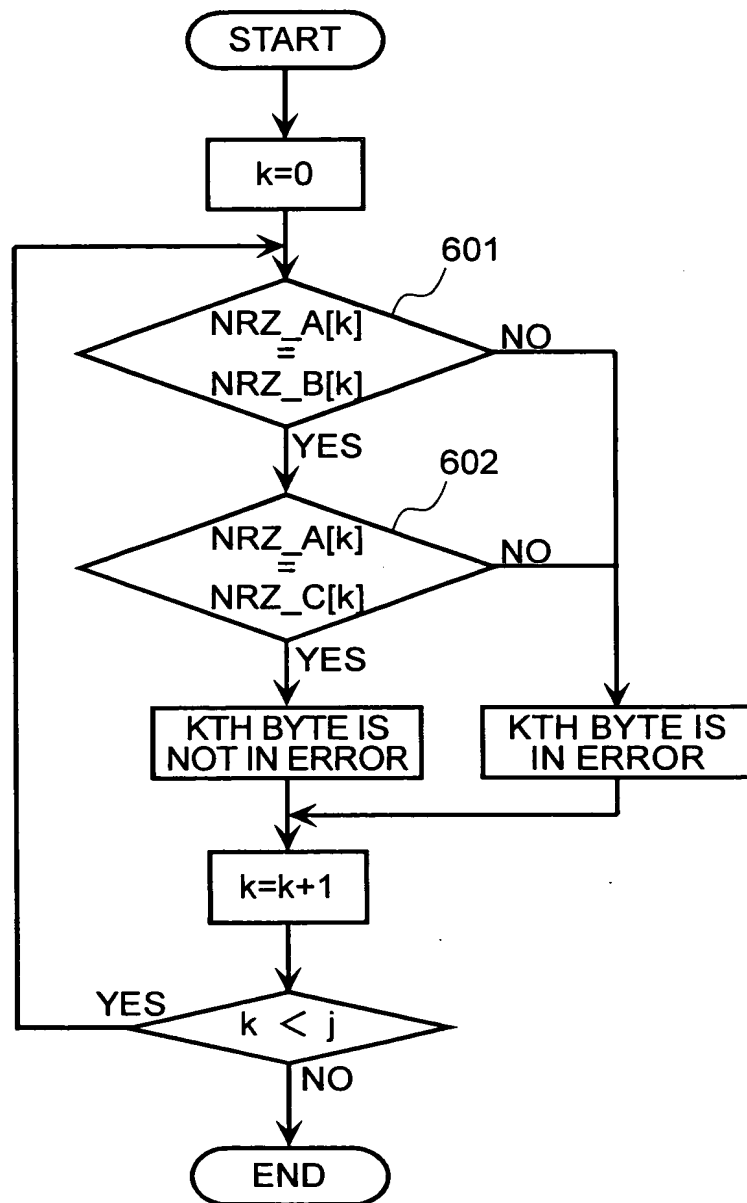 START
k=0
601
NRZ_A[k]
=
NRZ_B[k]
NO
YES
602
NRZ_A[k]
=
NRZ_C[k]
NO
YES
KTH BYTE IS
NOT IN ERROR
KTH BYTE IS
IN ERROR
k=k+1
YES
k < j
NO
END